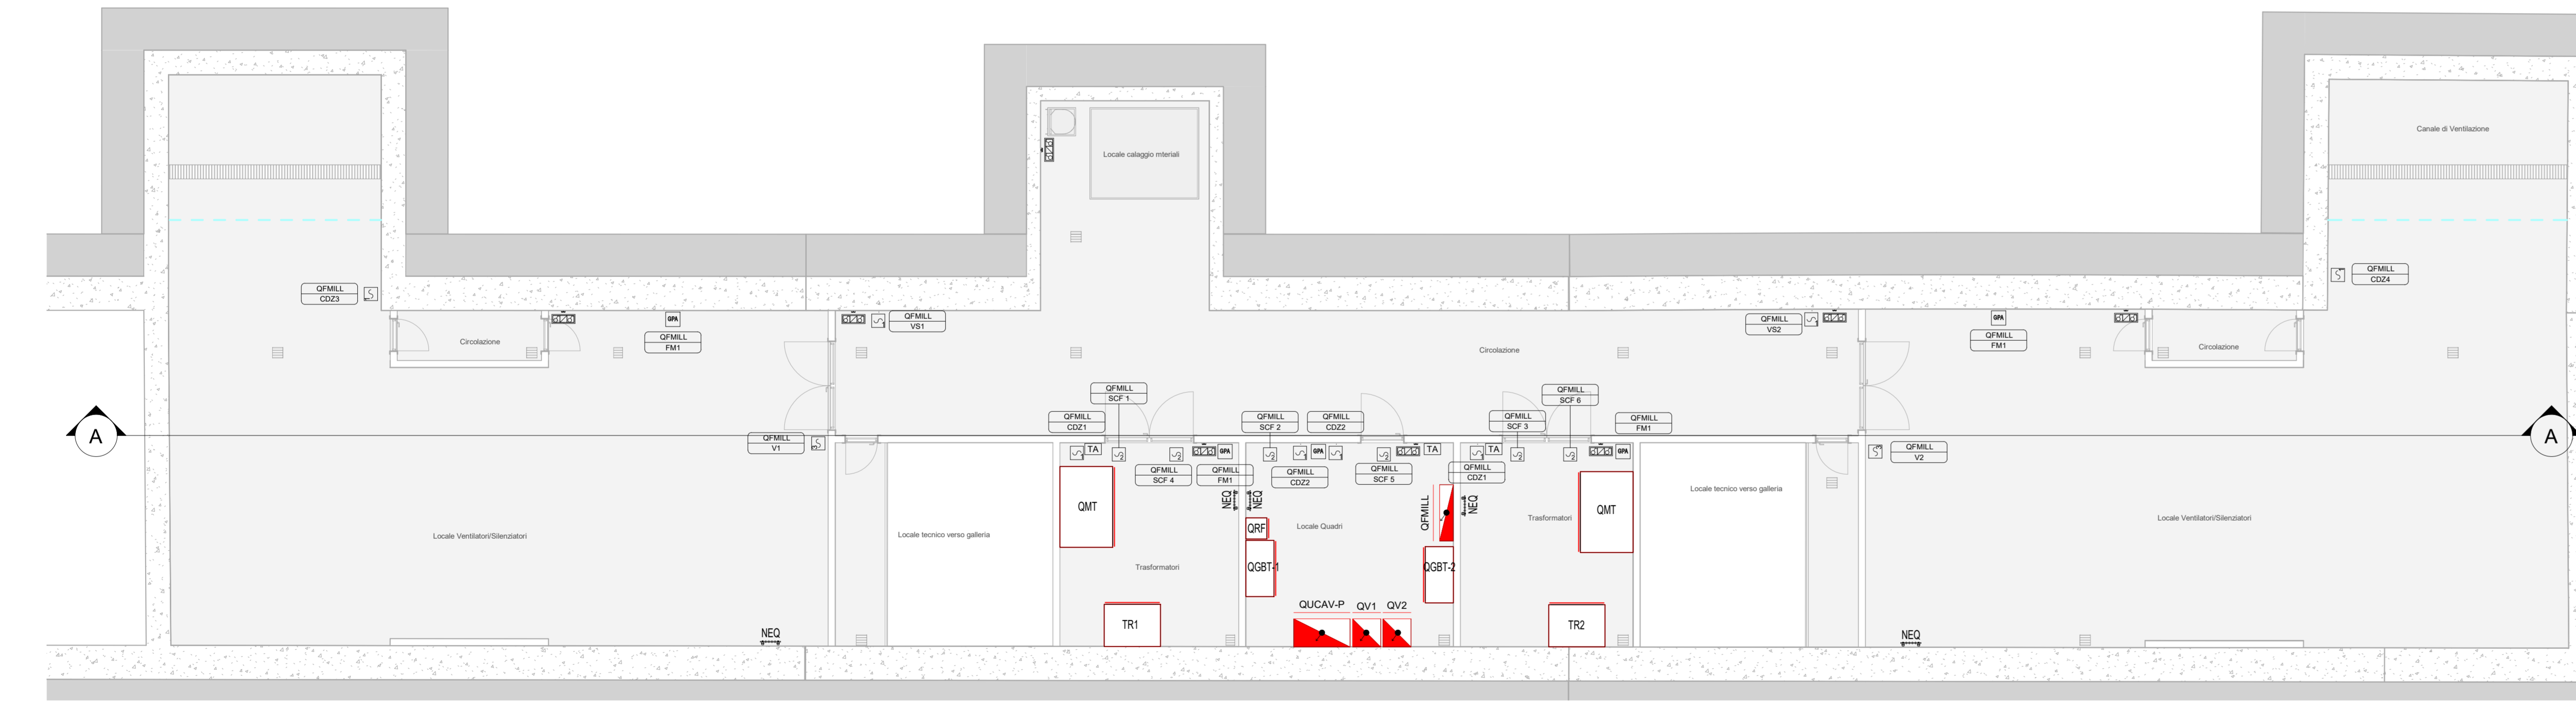 Locale calaggio mteriali
Canale di Ventilazione
QFMILL
CDZ3
QFMILL
CDZ4
GPA
QFMILL
FM1
QFMILL
VS1
QFMILL
VS2
GPA
QFMILL
FM1
Circolazione
Circolazione
Circolazione
QFMILL
SCF 1
QFMILL
SCF 6
QFMILL
CDZ1
QFMILL
SCF 2
QFMILL
CDZ2
QFMILL
SCF 3
QFMILL
FM1
A
A
QFMILL
V1
QFMILL
V2
TA
GPA
GPA
TA
TA
GPA
QFMILL
SCF 4
QFMILL
FM1
QFMILL
CDZ2
QFMILL
SCF 5
QFMILL
CDZ1
NEQ
NEQ
NEQ
QFMILL
Locale tecnico verso galleria
QMT
QMT
Trasformatori
QRF
Locale Quadri
Locale Ventilatori/Silenziatori
Locale tecnico verso galleria
Locale Ventilatori/Silenziatori
Trasformatori
QGBT-1
QGBT-2
QUCAV-P
QV1
QV2
TR1
TR2
NEQ
NEQ